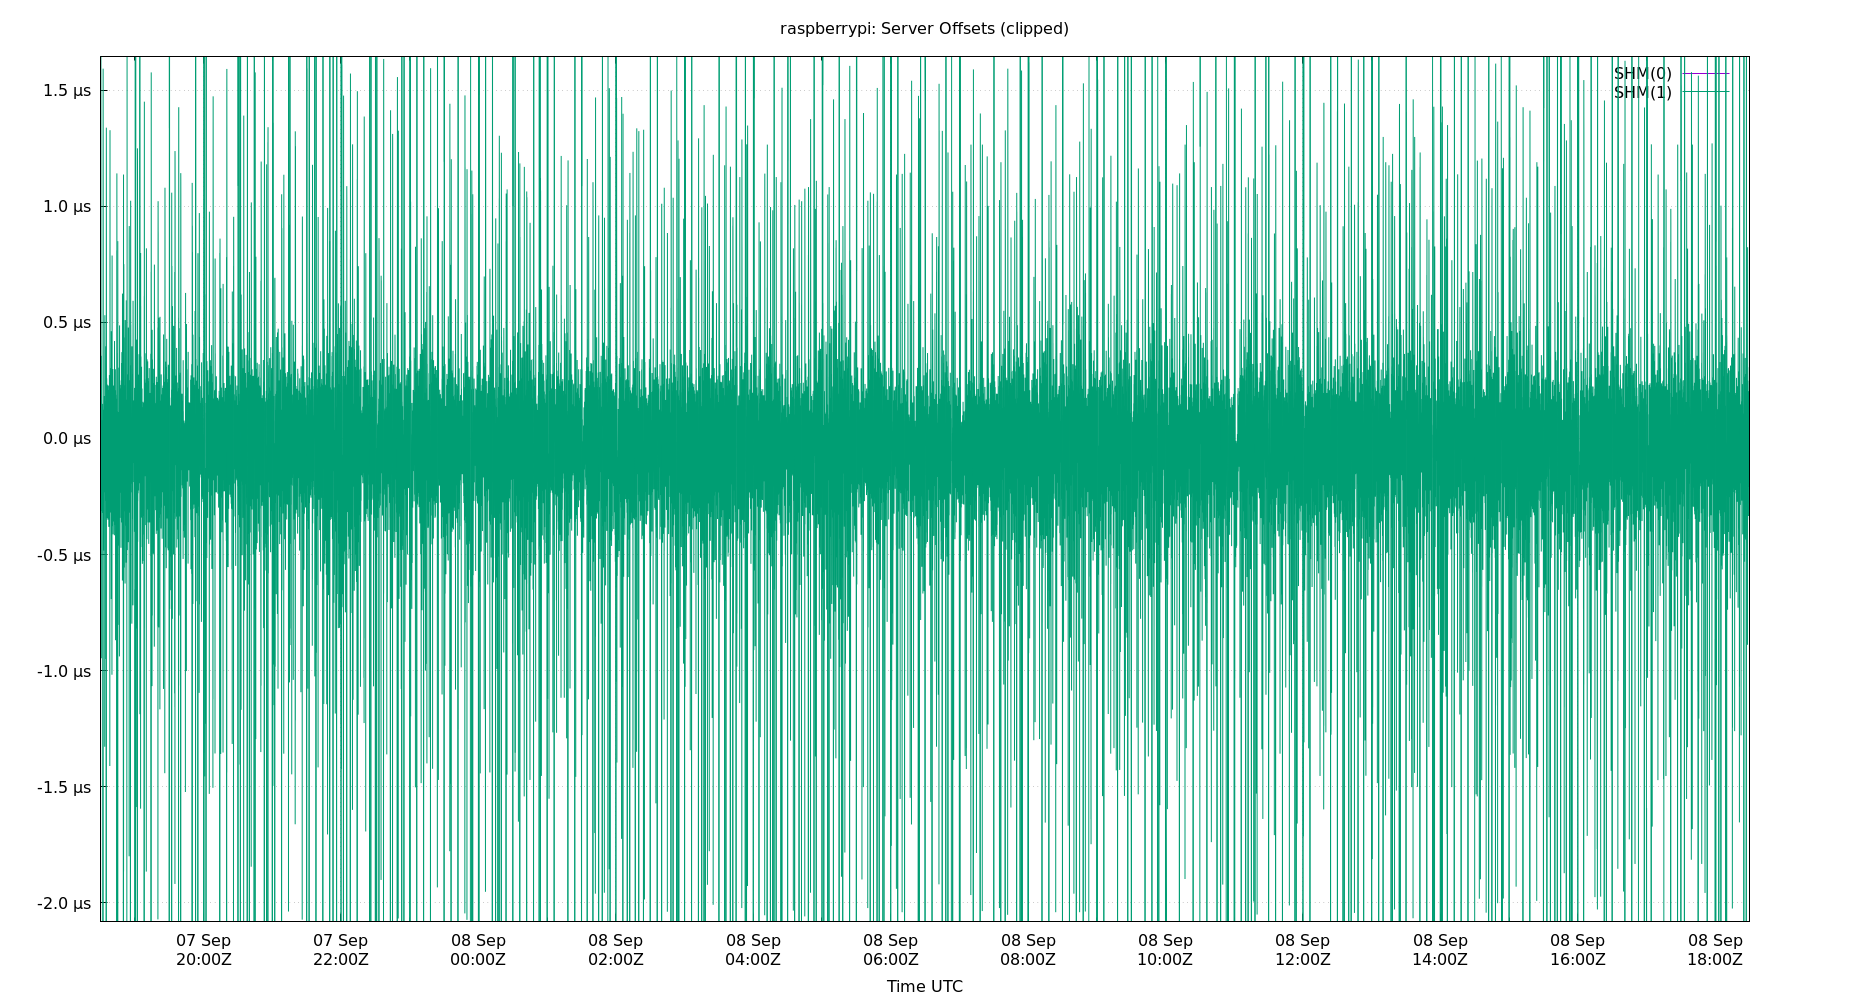 raspberrypi: Server Offsets (clipped)
SHM(0)
SHM(1)
1.5 µs
1.0 µs
0.5 µs
0.0 µs
-0.5 µs
-1.0 µs
-1.5 µs
-2.0 µs
07 Sep 07 Sep 08 Sep 08 Sep 08 Sep 08 Sep 08 Sep 08 Sep 08 Sep 08 Sep 08 Sep 08 Sep
20:00Z 22:00Z 00:00Z 02:00Z 04:00Z 06:00Z 08:00Z 10:00Z 12:00Z 14:00Z 16:00Z 18:00Z
Time UTC